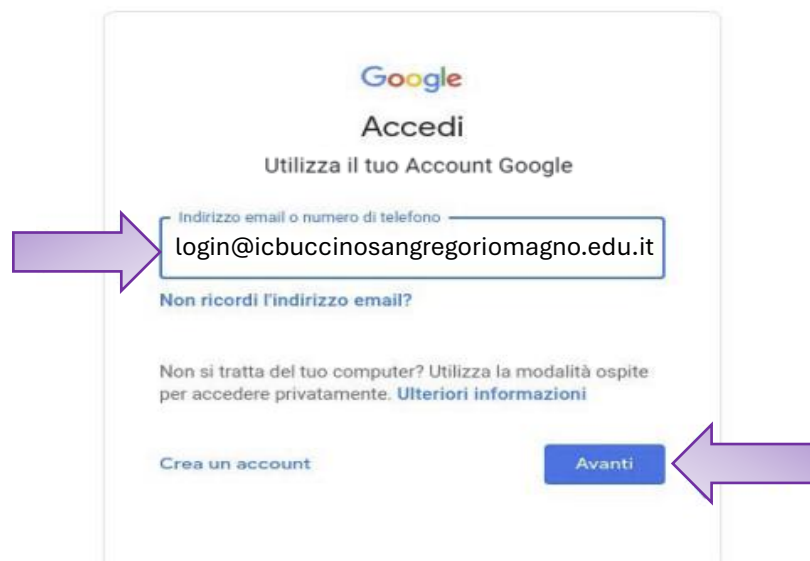 Google
Accedi
Utilizza il tuo Account Google
Indirizzo email o numero di telefono
login@icbuccinosangregoriomagno.edu.it
Non ricordi l'indirizzo email?
Non si tratta del tuo computer? Utilizza la modalità ospite
per accedere privatamente. Ulteriori informazioni
Crea un account
Avanti